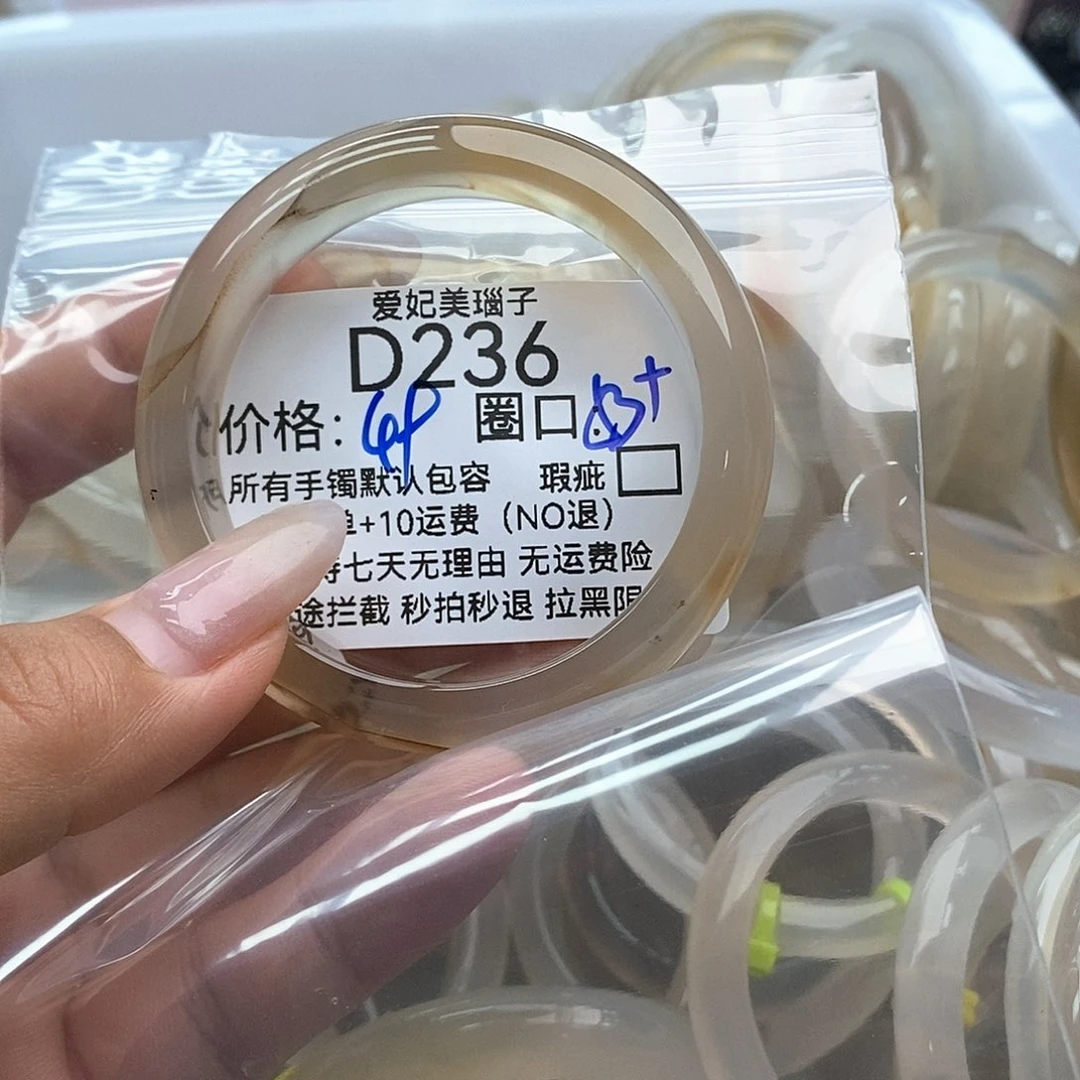 爱妃美瑙子
D236
价格: 圈口:
所有手镯默认包容 瑕疵
+10运费 (NO退)
七天无理由 无运费险
途拦截 秒拍秒退 拉黑限